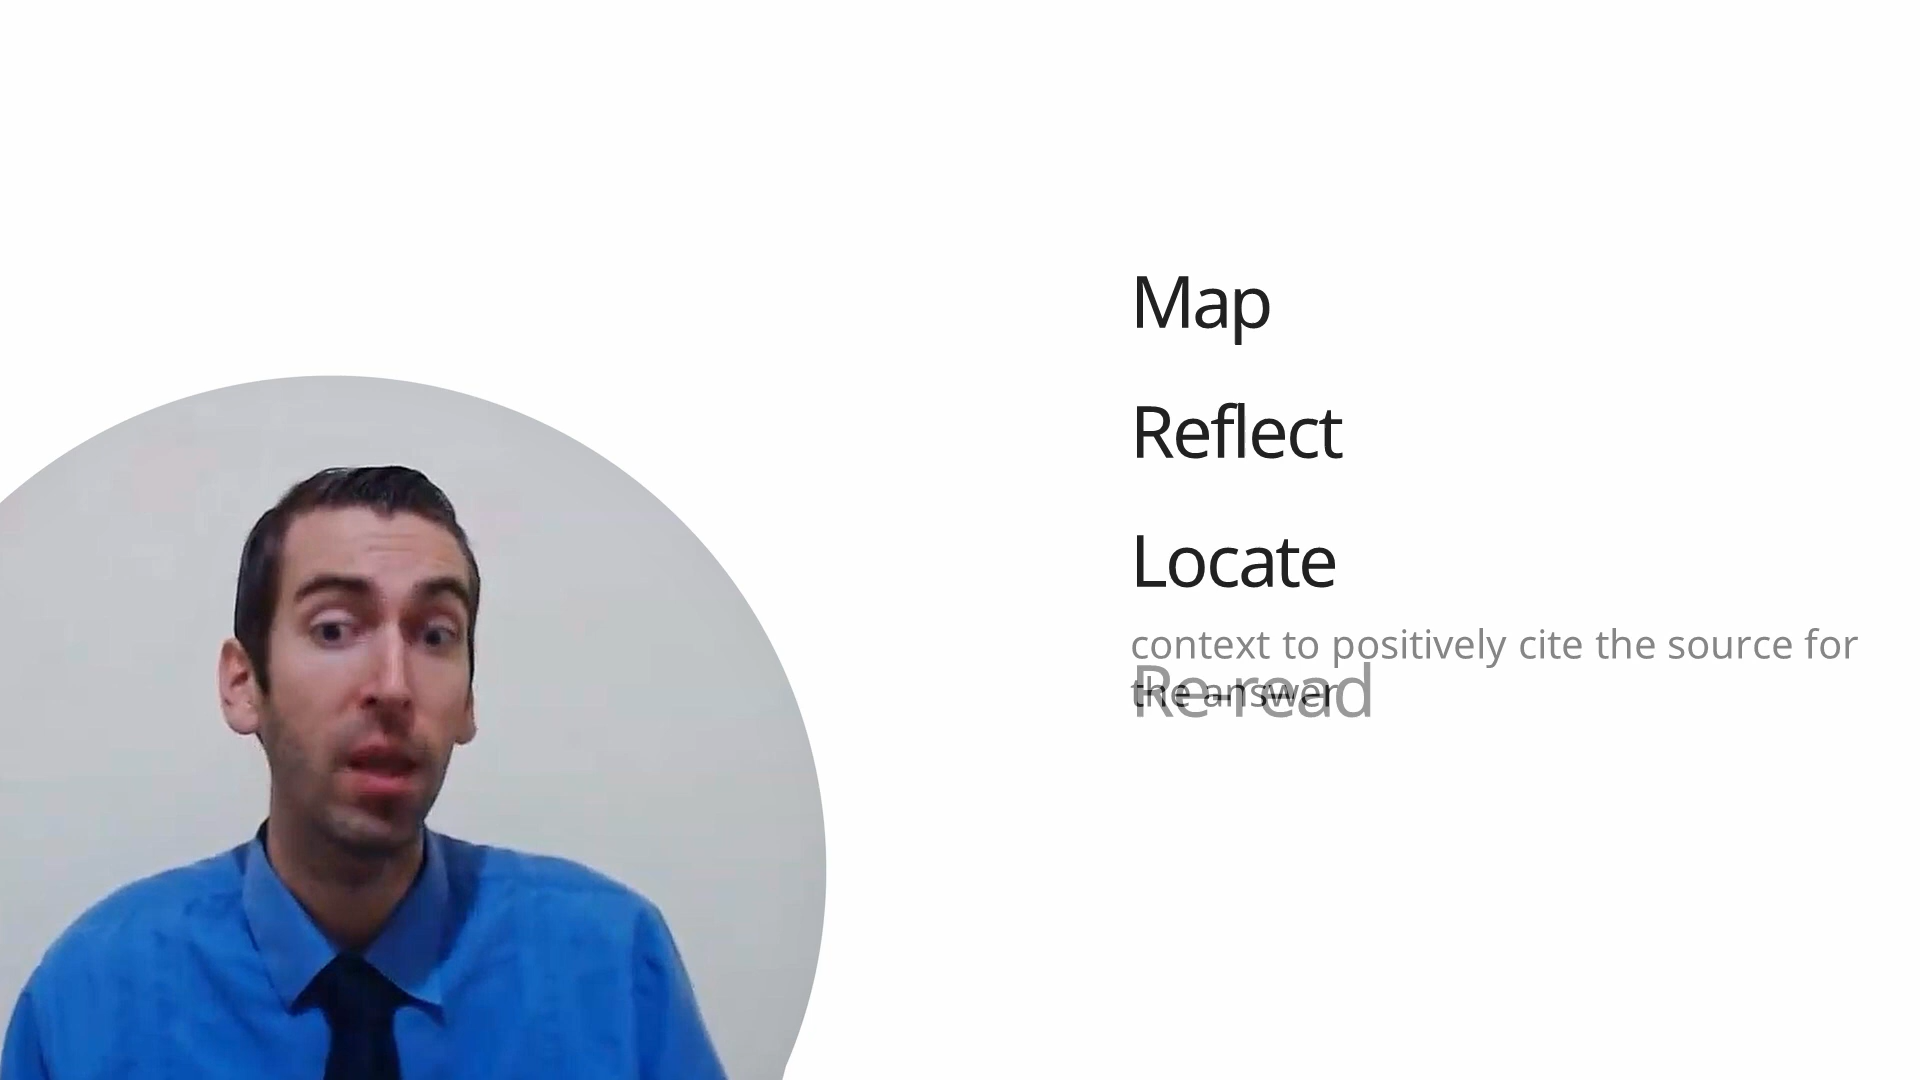 Map
Reflect
Locate
context to positively cite the source for
the answer
Re-read